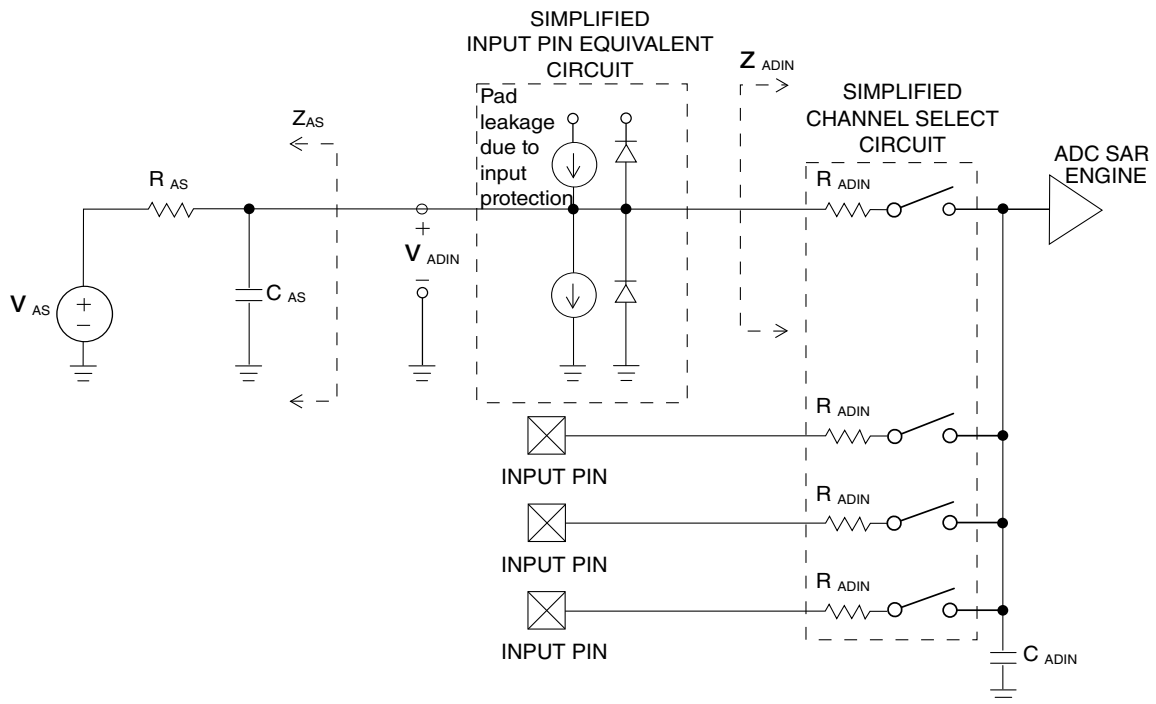 SIMPLIFIED
INPUT PIN EQUIVALENT
CIRCUIT
Pad
leakage
due to
input
protection
Z ADIN
SIMPLIFIED
CHANNEL SELECT
CIRCUIT
ADC SAR
ENGINE
ZAS
R AS
R ADIN
+
V ADIN
–
C AS
V AS
+
–
R ADIN
INPUT PIN
R ADIN
INPUT PIN
R ADIN
INPUT PIN
C ADIN